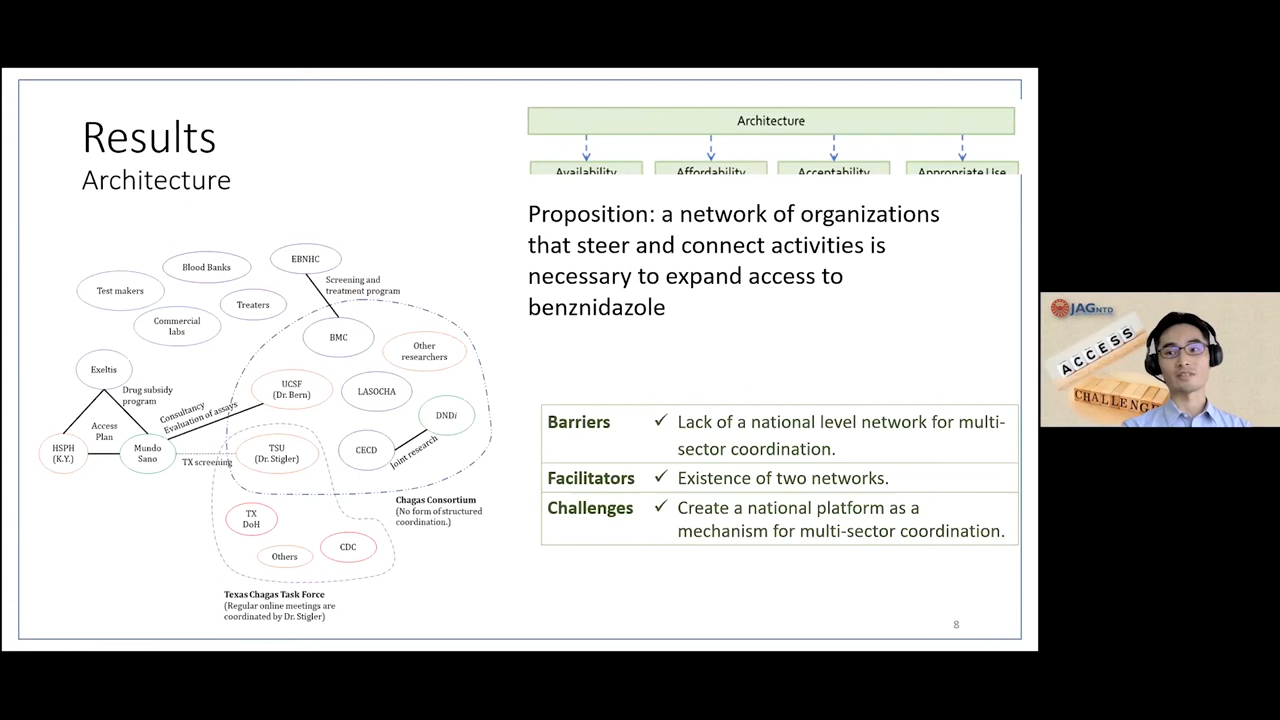 Results
Architecture
Architecture
Availability
Affordability
Acceptability
Appropriate Use
Proposition: a network of organizations
that steer and connect activities is
necessary to expand access to
benznidazole
EBNHC
Blood Banks
Screening and
treatment program
Test makers
Treaters
Commercial
labs
BMC
Other
researchers
Exeltis
Drug subsidy
program
UCSF
(Dr. Bern)
LASOCHA
Consultancy
Evaluation of assays
DNDi
Access
Plan
HSPH
(K.Y.)
Mundo
Sano
TX screening
TSU
(Dr. Stigler)
CECD
Joint research
Chagas Consortium
(No form of structured
coordination.)
TX
DoH
Others
CDC
Texas Chagas Task Force
(Regular online meetings are
coordinated by Dr. Stigler)
Barriers ✓ Lack of a national level network for multi-
sector coordination.
Facilitators ✓ Existence of two networks.
Challenges ✓ Create a national platform as a
mechanism for multi-sector coordination.
8
JAGNTD
ACCESS
CHALLENGE